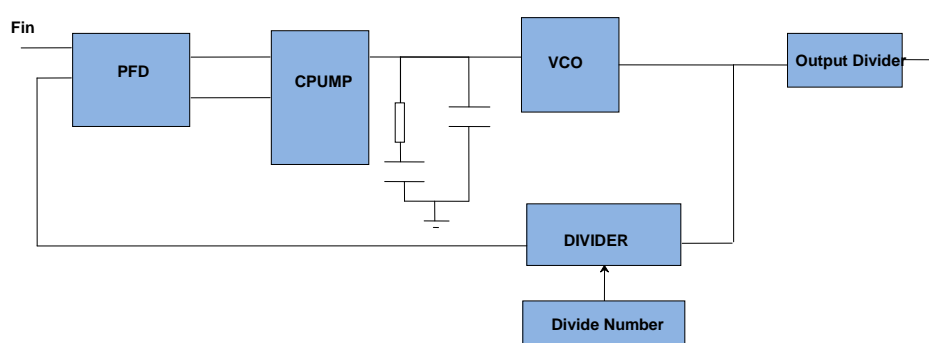 Fin
PFD
CPUMP
VCO
Output Divider
DIVIDER
Divide Number